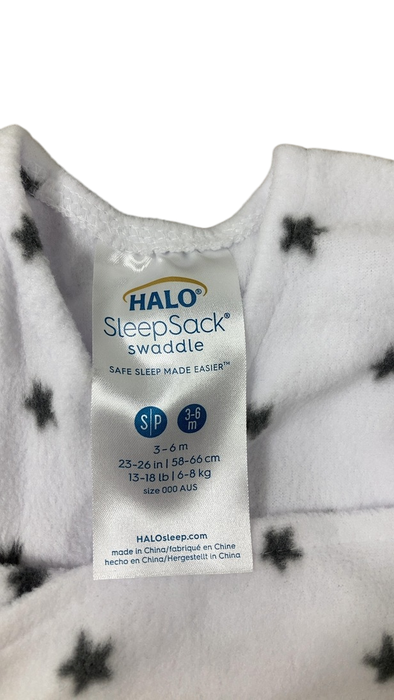 HALO®
SleepSack®
swaddle
SAFE SLEEP MADE EASIER™
S|P 3-6 m
3-6 m
23-26 in | 58-66 cm
13-18 lb | 6-8 kg
size 000 AUS
HALOsleep.com
made in China/fabriqué en Chine
hecho en China/Hergestellt in China